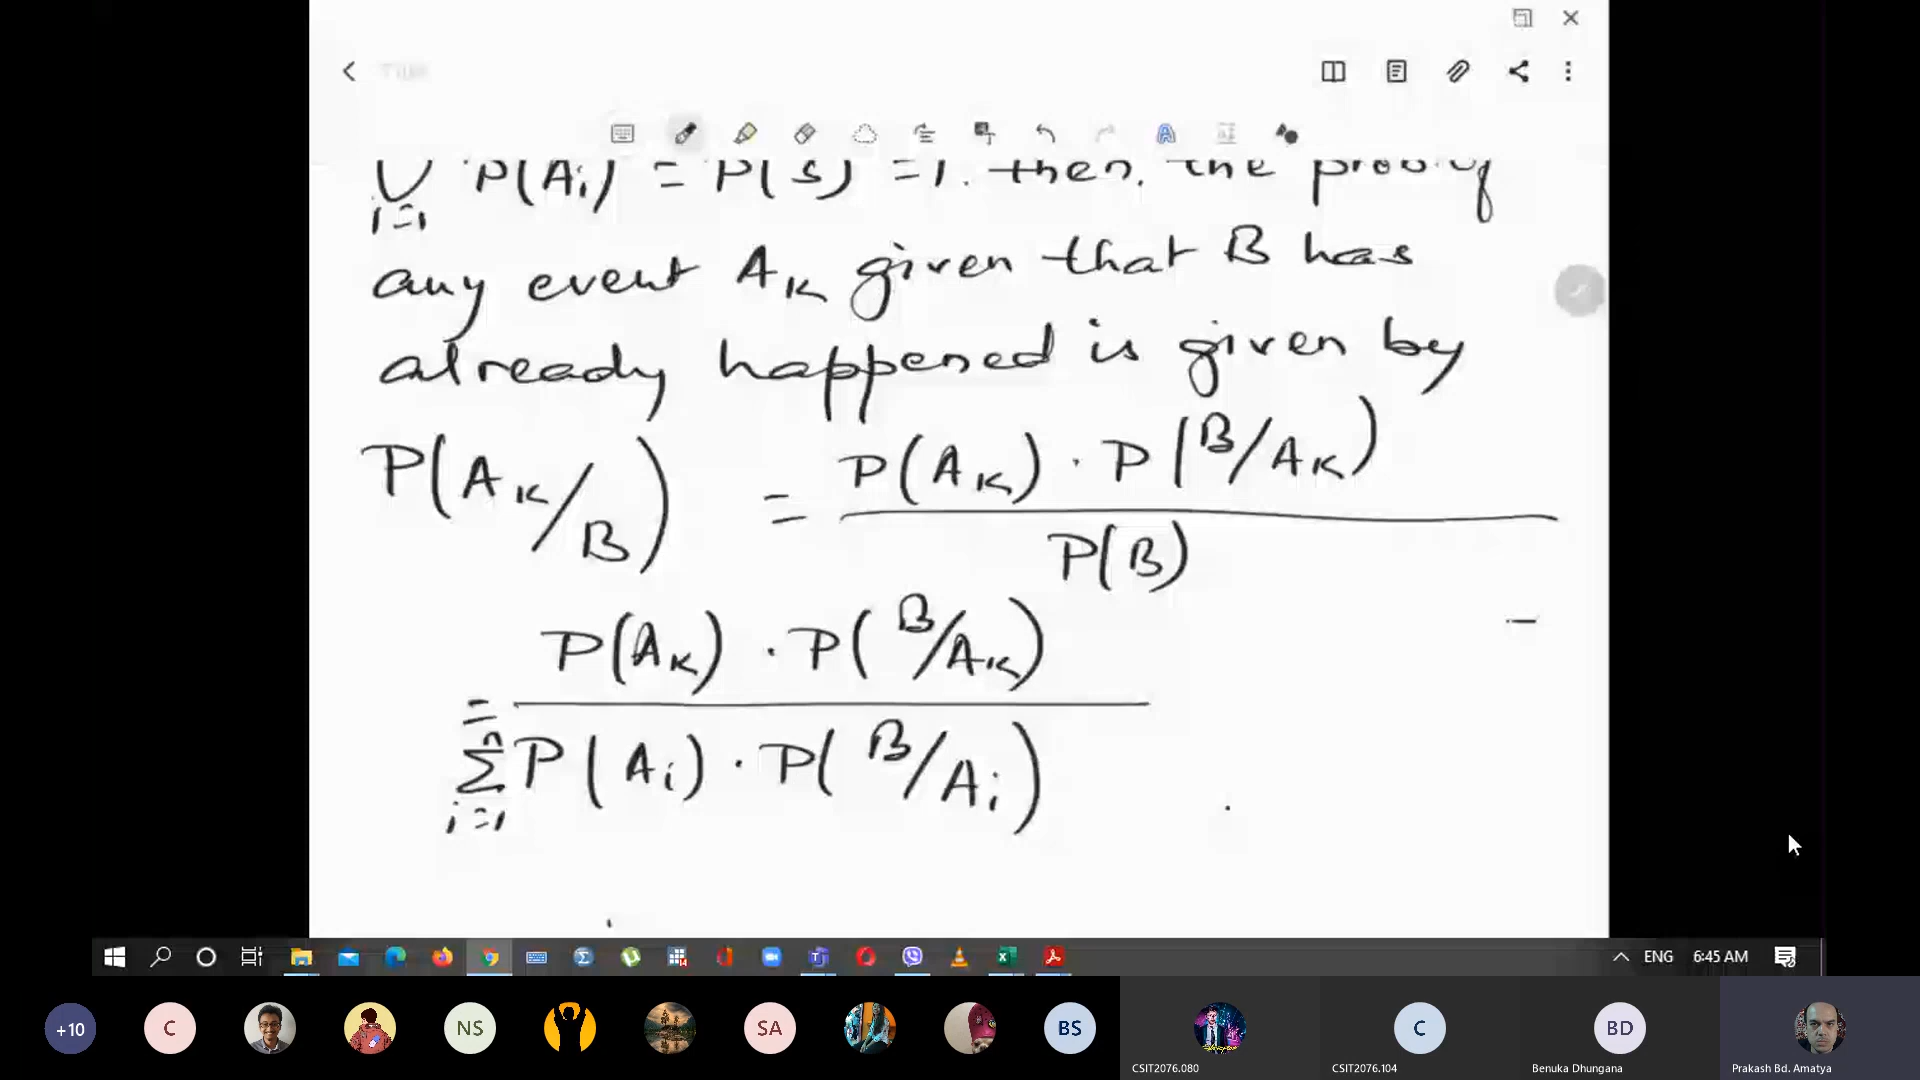 Title
⋃ P(Ai) = P(s) = 1. then, the prob. of
i=1
any event AK given that B has
already happened is given by
P(AK/B) = P(AK) · P(B/AK)
P(B)
= P(AK) · P(B/AK)
n
Σ P(Ai) · P(B/Ai)
i=1
ENG 6:45 AM
+10 C NS SA BS C BD
CSIT2076.080 CSIT2076.104 Benuka Dhungana Prakash Bd. Amatya